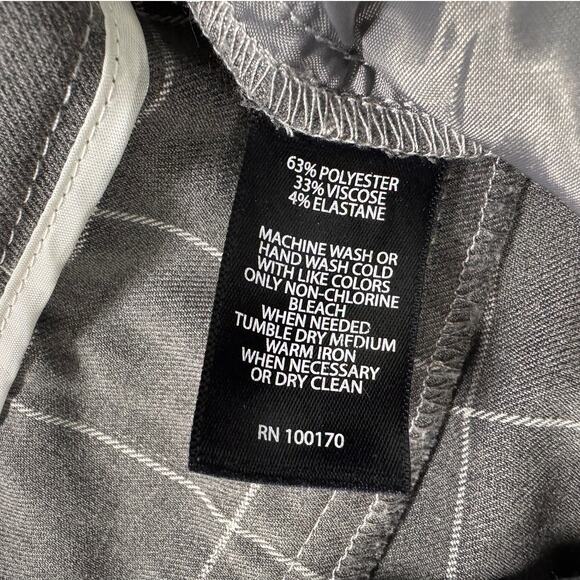 63% POLYESTER
33% VISCOSE
4% ELASTANE
MACHINE WASH OR
HAND WASH COLD
WITH LIKE COLORS
ONLY NON-CHLORINE
BLEACH
WHEN NEEDED
TUMBLE DRY MEDIUM
WARM IRON
WHEN NECESSARY
OR DRY CLEAN
RN 100170